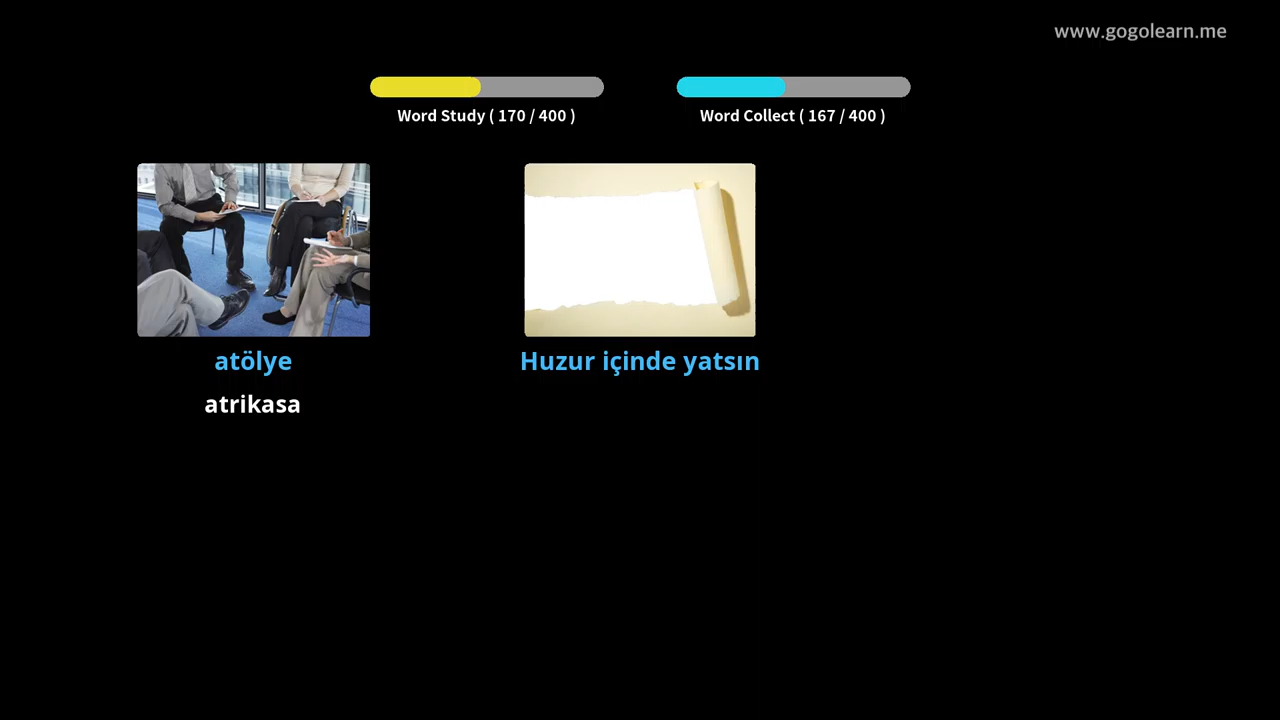 www.gogolearn.me
Word Study ( 170 / 400 )
Word Collect ( 167 / 400 )
atölye
Huzur içinde yatsın
atrikasa